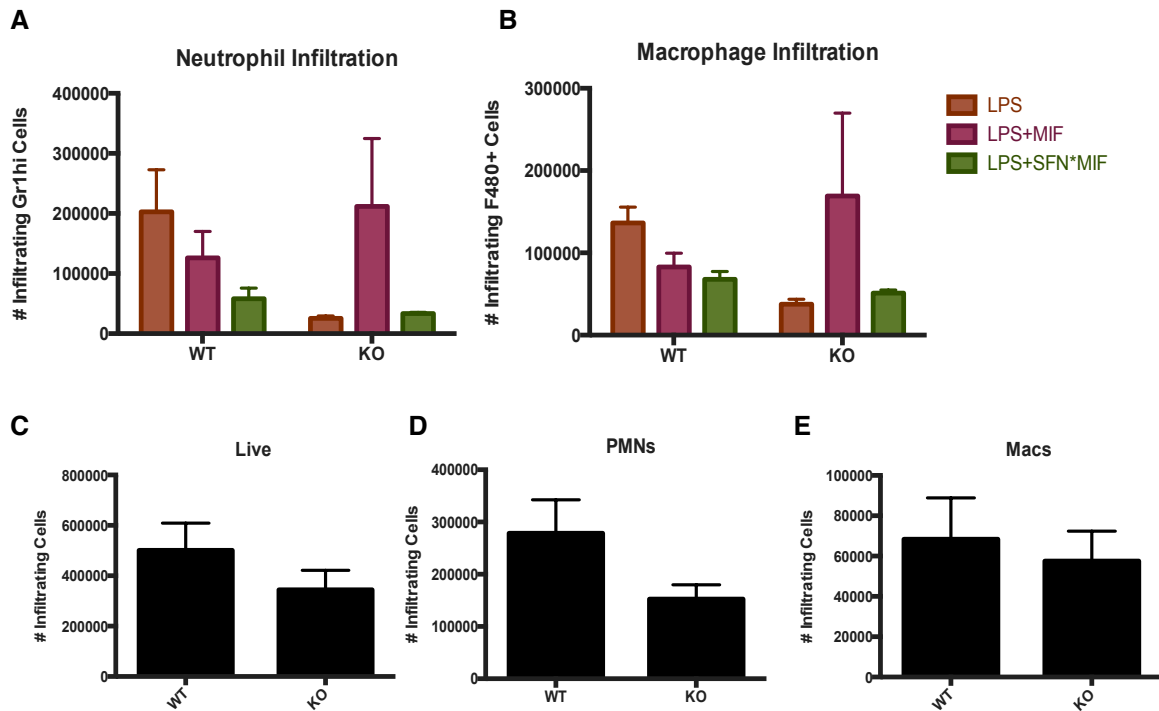 A
Neutrophil Infiltration
# Infiltrating Gr1hi Cells
400000
300000
200000
100000
0
WT
KO
B
Macrophage Infiltration
# Infiltrating F480+ Cells
300000
200000
100000
0
WT
KO
LPS
LPS+MIF
LPS+SFN*MIF
C
Live
# Infiltrating Cells
800000
600000
400000
200000
0
WT
KO
D
PMNs
# Infiltrating Cells
400000
300000
200000
100000
0
WT
KO
E
Macs
# Infiltrating Cells
100000
80000
60000
40000
20000
0
WT
KO